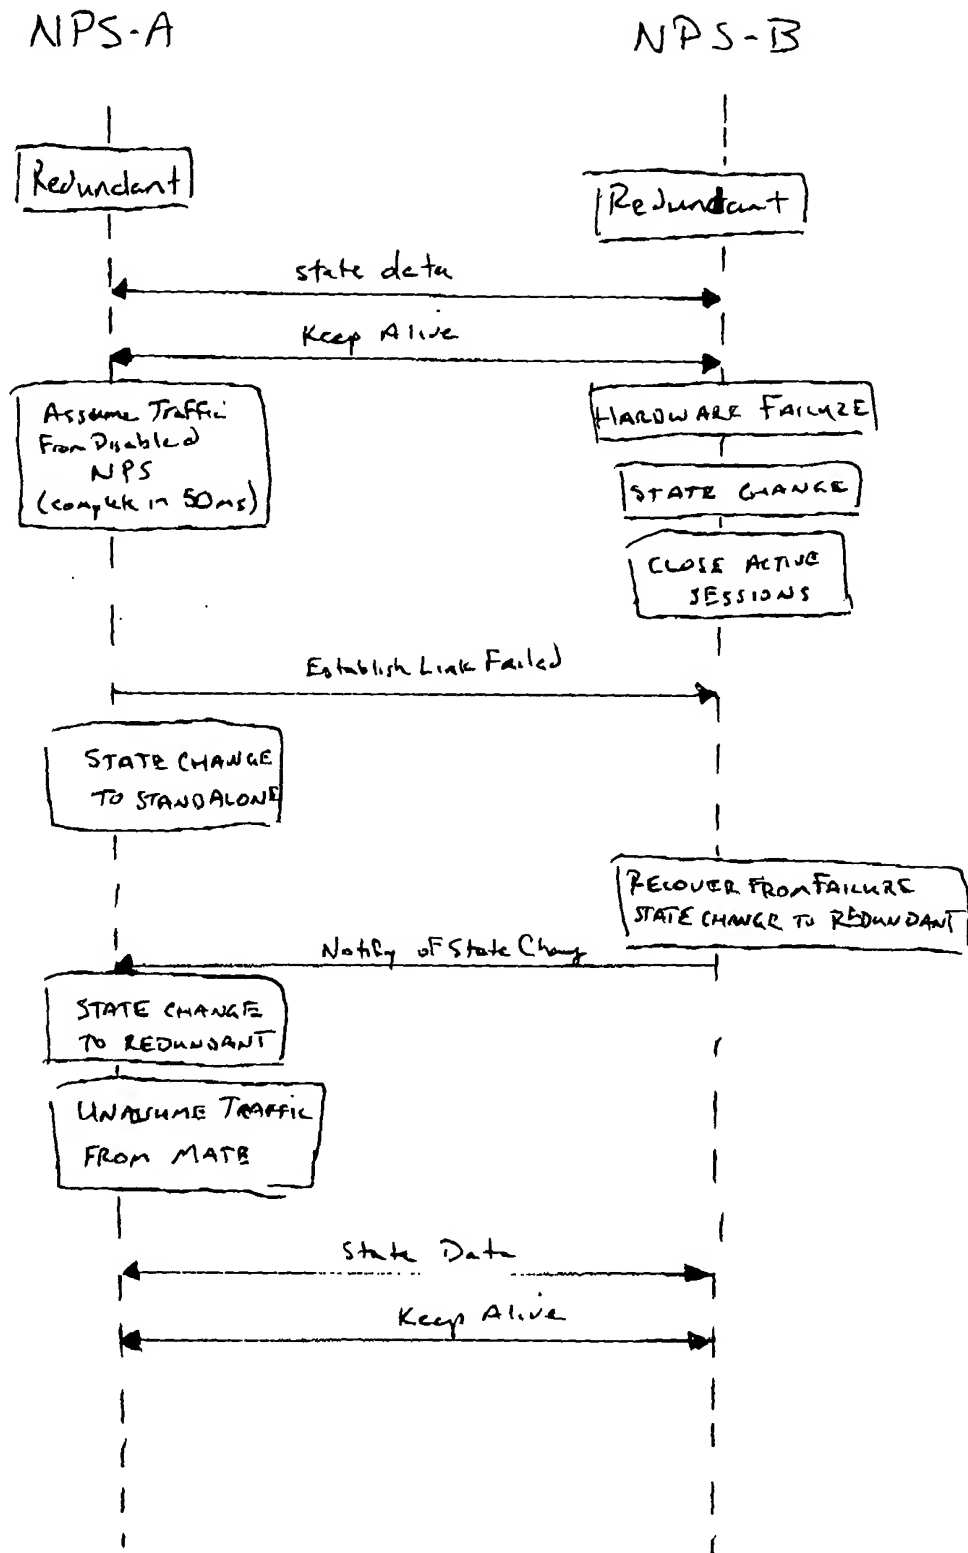 NPS-A
NPS-B
Redundant
Redundant
state data
Keep Alive
Assume Traffic
From Disabled
NPS
(complete in 50ms)
HARDWARE FAILURE
STATE CHANGE
CLOSE ACTIVE
SESSIONS
Establish Link Failed
STATE CHANGE
TO STANDALONE
RECOVER FROM FAILURE
STATE CHANGE TO REDUNDANT
Notify of State Chang
STATE CHANGE
TO REDUNDANT
UNASSUME TRAFFIC
FROM MATE
State Data
Keep Alive